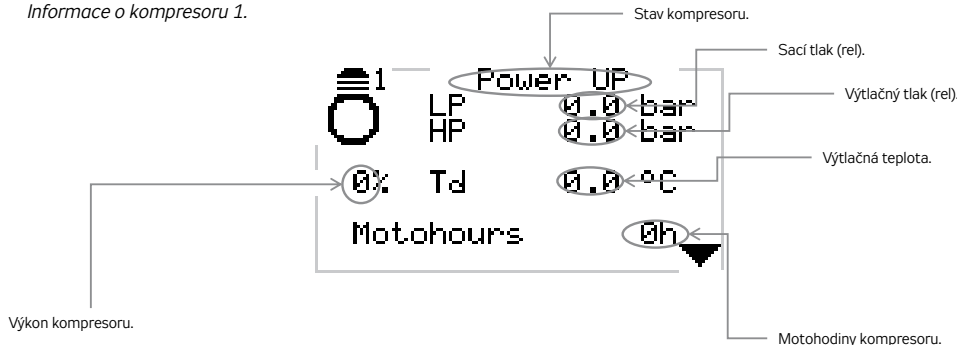 Informace o kompresoru 1.
Stav kompresoru.
Sací tlak (rel).
1 Power UP
LP 0.0 bar
Výtlačný tlak (rel).
HP 0.0 bar
Výtlačná teplota.
0% Td 0.0 ºC
Motohours 0h
Výkon kompresoru.
Motohodiny kompresoru.